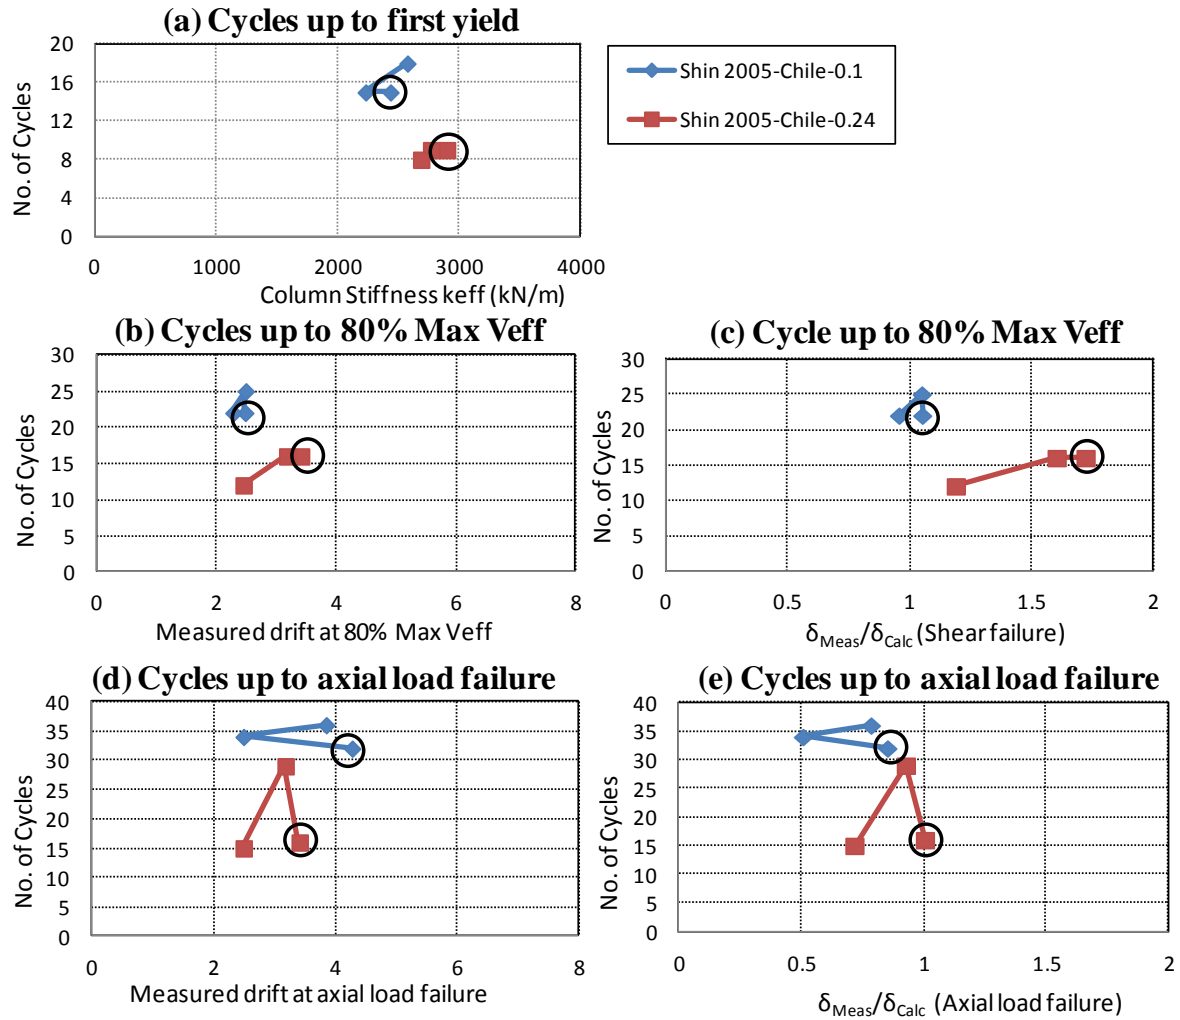 (a) Cycles up to first yield
No. of Cycles
20
16
12
8
4
0
0 1000 2000 3000 4000
Column Stiffness keff (kN/m)
Shin 2005-Chile-0.1
Shin 2005-Chile-0.24
(b) Cycles up to 80% Max Veff
No. of Cycles
30
25
20
15
10
5
0
0 2 4 6 8
Measured drift at 80% Max Veff
(c) Cycle up to 80% Max Veff
No. of Cycles
30
25
20
15
10
5
0
0 0.5 1 1.5 2
δMeas/δCalc (Shear failure)
(d) Cycles up to axial load failure
No. of Cycles
40
35
30
25
20
15
10
5
0
0 2 4 6 8
Measured drift at axial load failure
(e) Cycles up to axial load failure
No. of Cycles
40
35
30
25
20
15
10
5
0
0 0.5 1 1.5 2
δMeas/δCalc (Axial load failure)